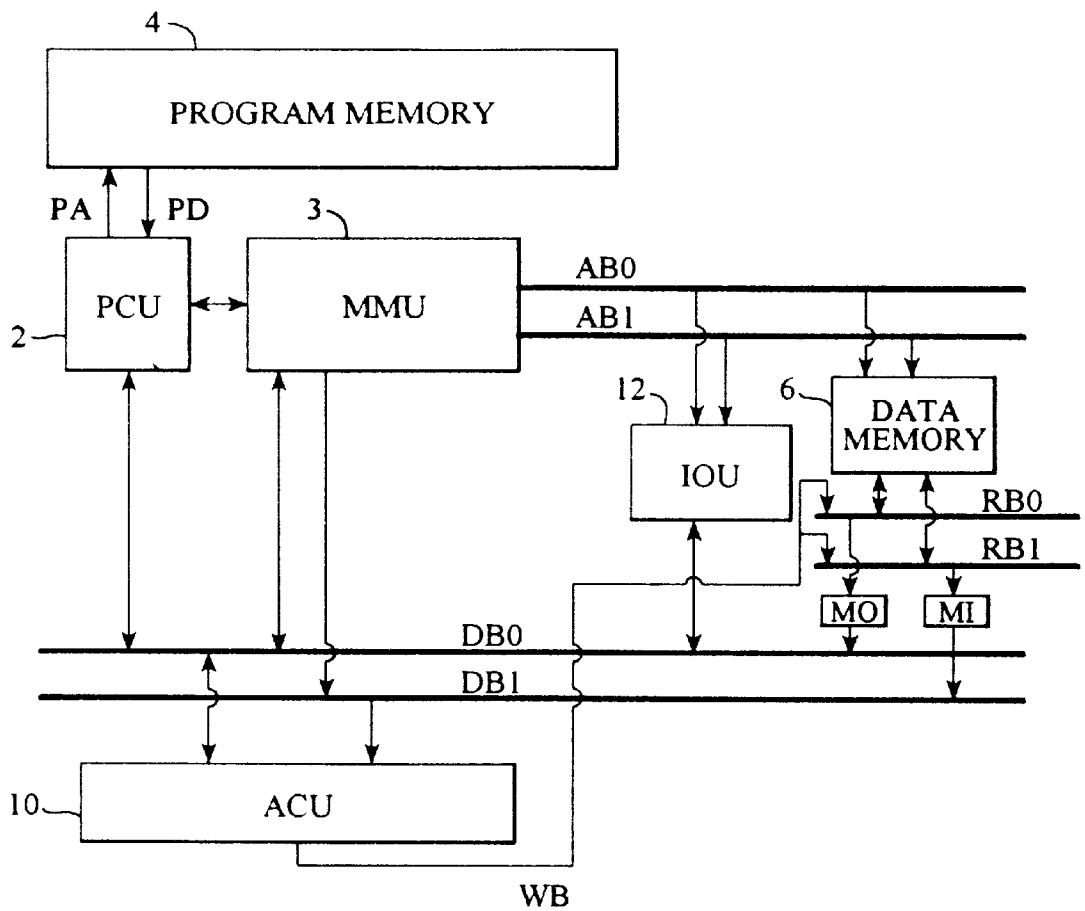 4
PROGRAM MEMORY
PA
PD
3
PCU
MMU
AB0
AB1
2
12
6
DATA
MEMORY
IOU
RB0
RB1
MO
MI
DB0
DB1
10
ACU
WB